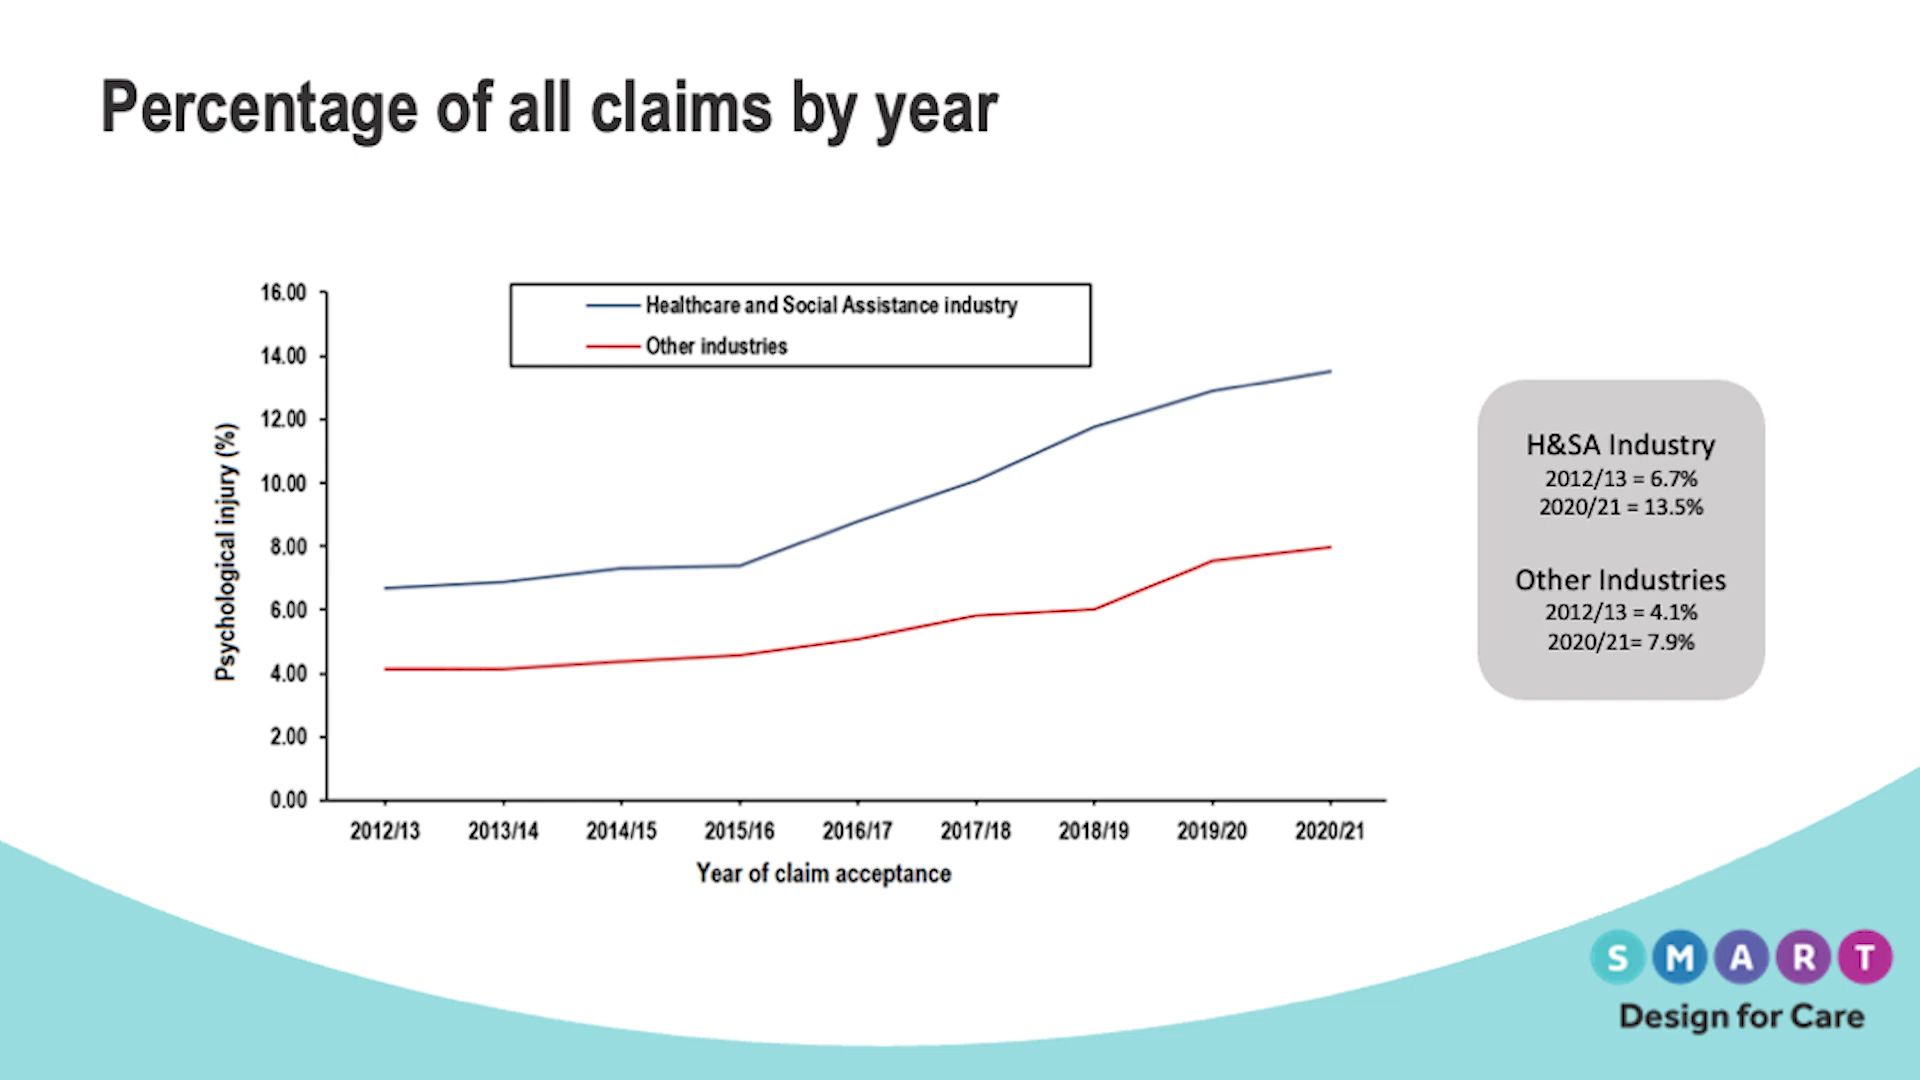 Percentage of all claims by year
Healthcare and Social Assistance industry
Other industries
16.00
14.00
12.00
10.00
8.00
6.00
4.00
2.00
0.00
Psychological injury (%)
2012/13 2013/14 2014/15 2015/16 2016/17 2017/18 2018/19 2019/20 2020/21
Year of claim acceptance
H&SA Industry
2012/13 = 6.7%
2020/21 = 13.5%
Other Industries
2012/13 = 4.1%
2020/21= 7.9%
SMART
Design for Care